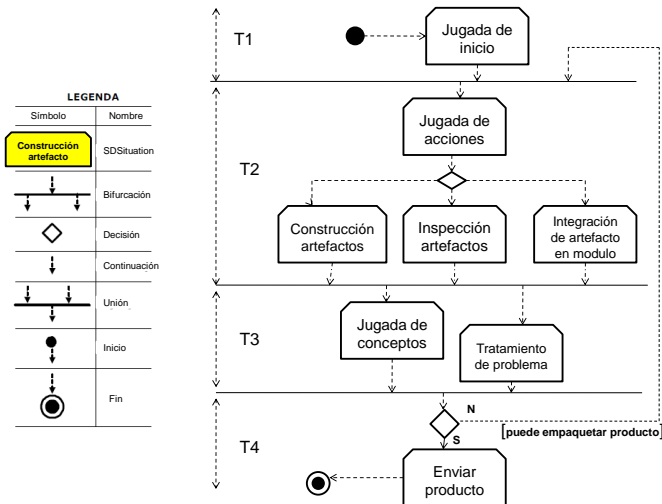 T1
Jugada de
inicio
LEGENDA
Símbolo Nombre
Construcción
artefacto
SDSituation
Bifurcación
Decisión
Continuación
Unión
Inicio
Fin
T2
Jugada de
acciones
Construcción
artefactos
Inspección
artefactos
Integración
de artefacto
en modulo
T3
Jugada de
conceptos
Tratamiento
de problema
T4
N
S
[puede empaquetar producto]
Enviar
producto